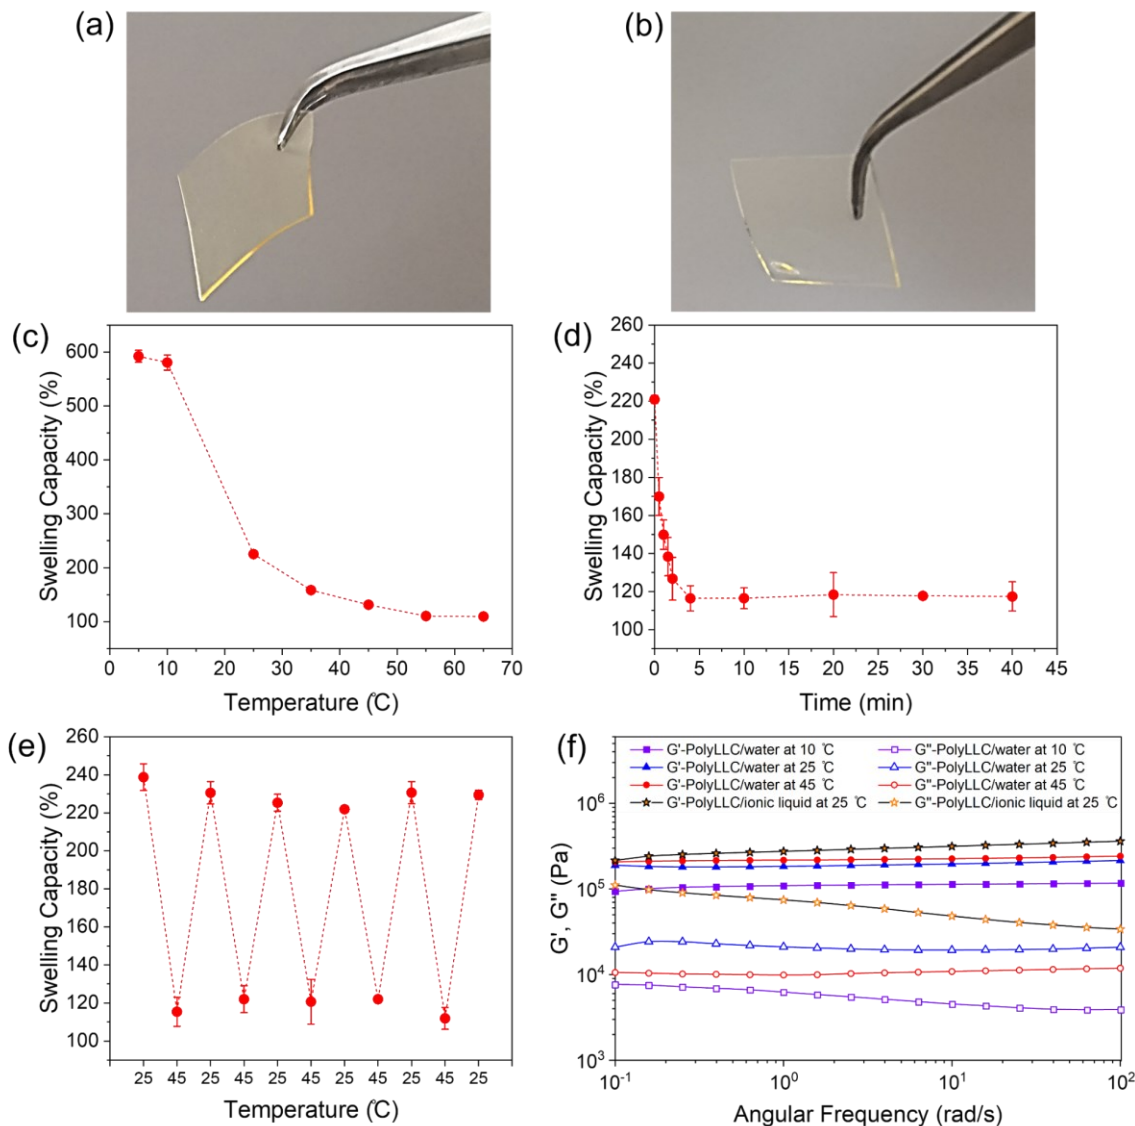 (a)
(b)
(c)
600
500
400
300
200
100
0 10 20 30 40 50 60 70
Swelling Capacity (%)
Temperature (℃)
(d)
260
240
220
200
180
160
140
120
100
0 5 10 15 20 25 30 35 40 45
Swelling Capacity (%)
Time (min)
(e)
260
240
220
200
180
160
140
120
100
25 45 25 45 25 45 25 45 25 45 25
Swelling Capacity (%)
Temperature (℃)
(f)
G'-PolyLLC/water at 10 ℃ G"-PolyLLC/water at 10 ℃
G'-PolyLLC/water at 25 ℃ G"-PolyLLC/water at 25 ℃
G'-PolyLLC/water at 45 ℃ G"-PolyLLC/water at 45 ℃
G'-PolyLLC/ionic liquid at 25 ℃ G"-PolyLLC/ionic liquid at 25 ℃
10⁶
10⁵
10⁴
10³
10⁻¹ 10⁰ 10¹ 10²
G', G" (Pa)
Angular Frequency (rad/s)